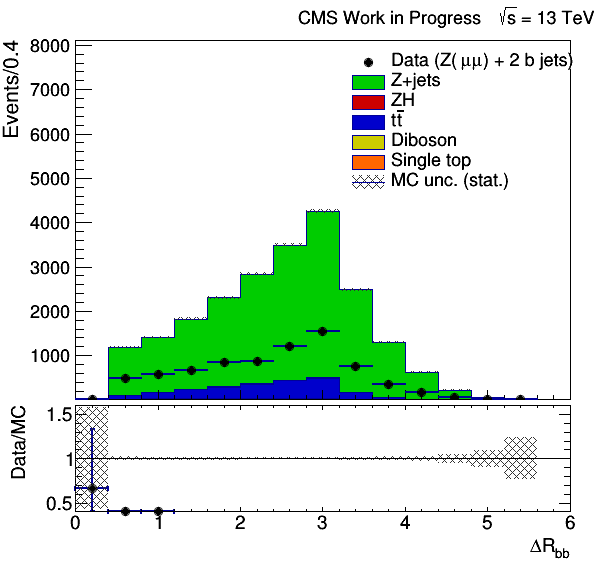 CMS Work in Progress √s = 13 TeV
Events/0.4
8000
7000
6000
5000
4000
3000
2000
1000
Data (Z(μμ) + 2 b jets)
Z+jets
ZH
tt̄
Diboson
Single top
MC unc. (stat.)
Data/MC
1.5
1
0.5
0 1 2 3 4 5 6
ΔRbb